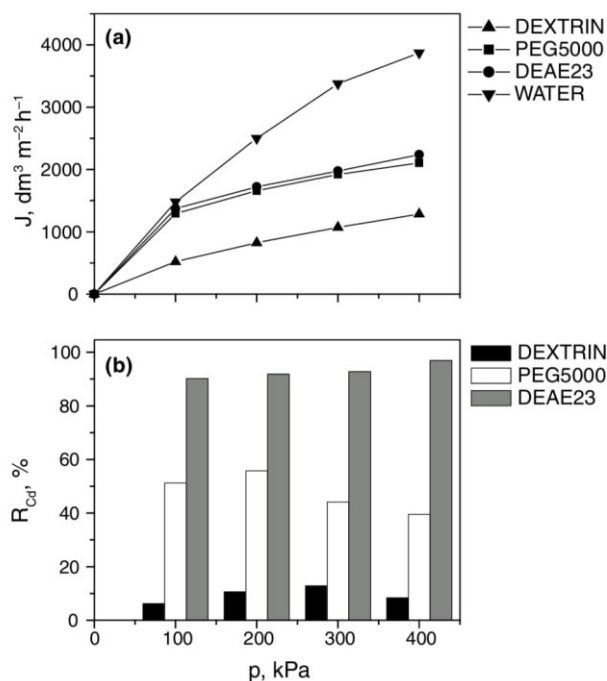 (a)
DEXTRIN
PEG5000
DEAE23
WATER
4000
3000
2000
1000
0
J, dm³ m⁻² h⁻¹
(b)
DEXTRIN
PEG5000
DEAE23
100
80
60
40
20
0
R_Cd, %
0 100 200 300 400
p, kPa